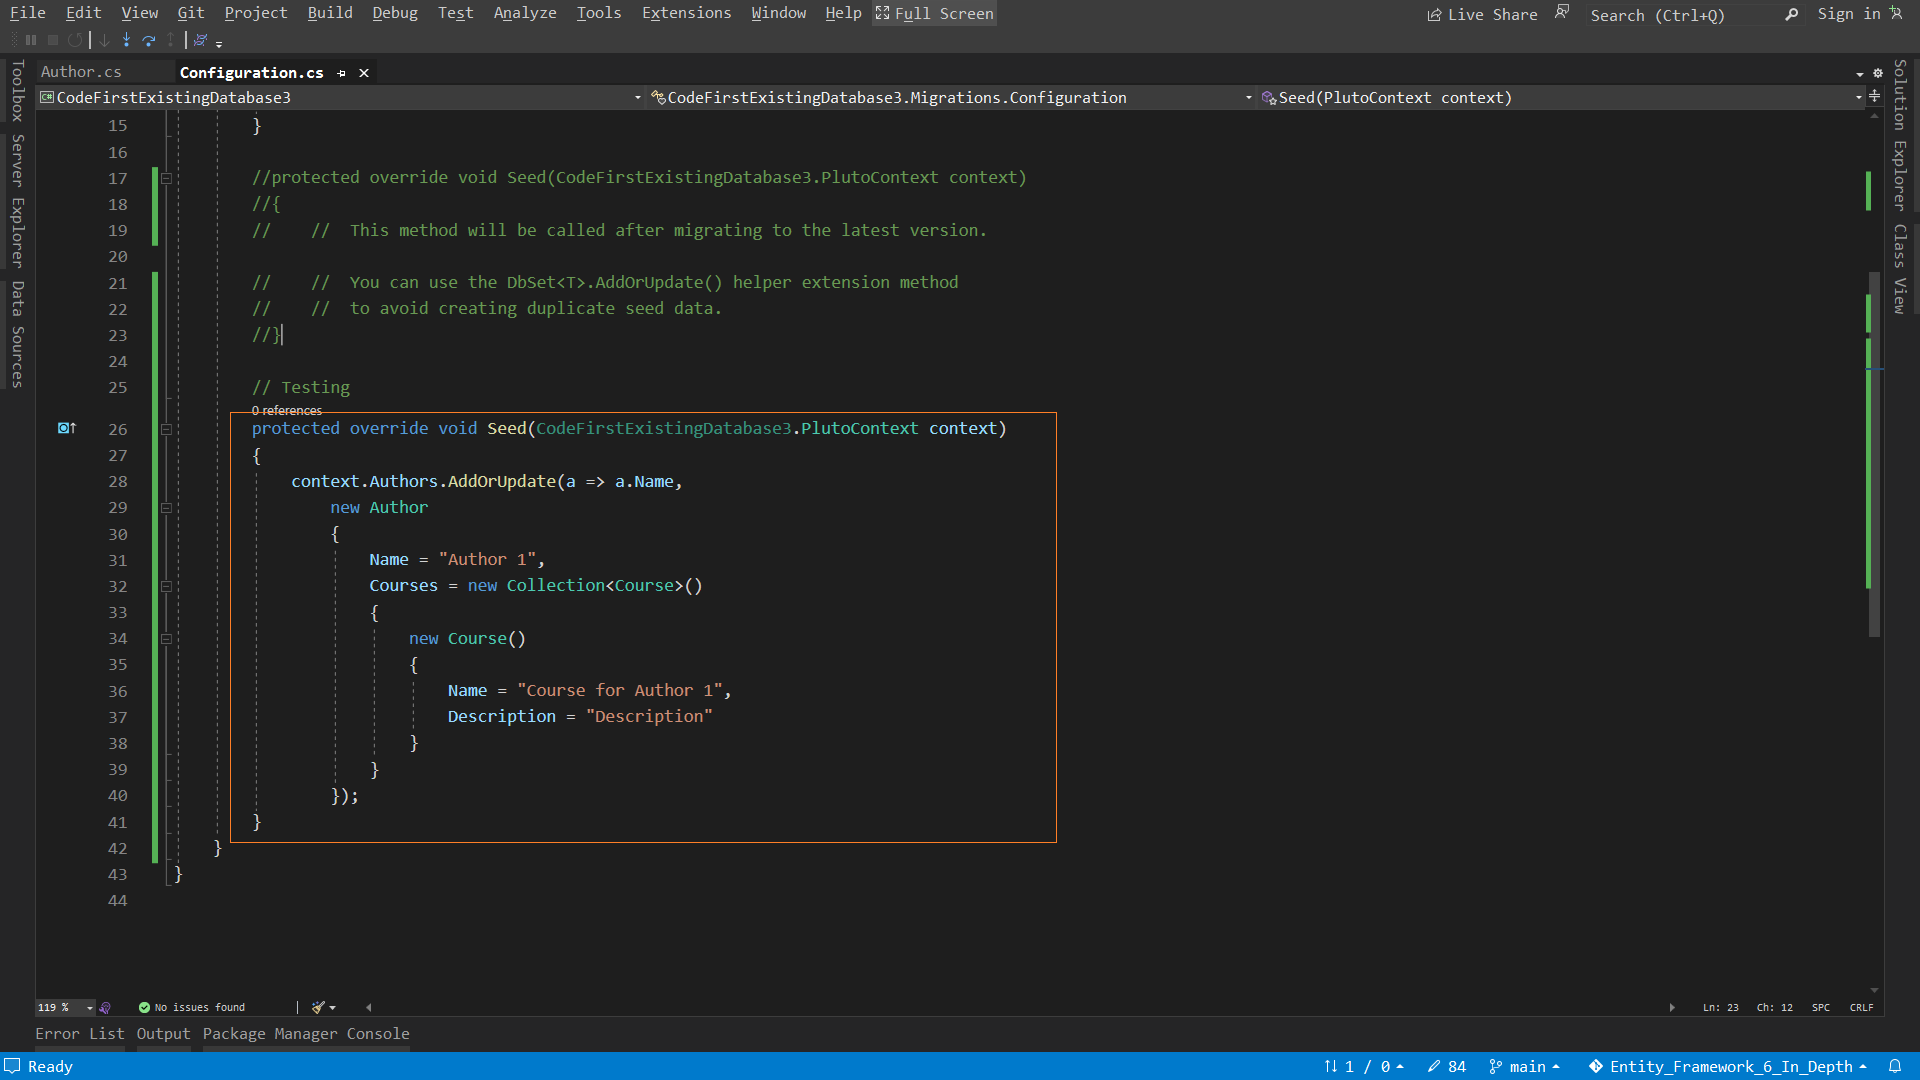 File Edit View Git Project Build Debug Test Analyze Tools Extensions Window Help Full Screen Live Share Search (Ctrl+Q) Sign in
Toolbox
Server Explorer
Data Sources
Author.cs Configuration.cs
CodeFirstExistingDatabase3 CodeFirstExistingDatabase3.Migrations.Configuration Seed(PlutoContext context)
15 }
16
17 //protected override void Seed(CodeFirstExistingDatabase3.PlutoContext context)
18 //{
19 // // This method will be called after migrating to the latest version.
20
21 // // You can use the DbSet<T>.AddOrUpdate() helper extension method
22 // // to avoid creating duplicate seed data.
23 //}
24
25 // Testing
0 references
26 protected override void Seed(CodeFirstExistingDatabase3.PlutoContext context)
27 {
28 context.Authors.AddOrUpdate(a => a.Name,
29 new Author
30 {
31 Name = "Author 1",
32 Courses = new Collection<Course>()
33 {
34 new Course()
35 {
36 Name = "Course for Author 1",
37 Description = "Description"
38 }
39 }
40 });
41 }
42 }
43 }
44
Solution Explorer
Class View
119 % No issues found Ln: 23 Ch: 12 SPC CRLF
Error List Output Package Manager Console
Ready 1 / 0 84 main Entity_Framework_6_In_Depth